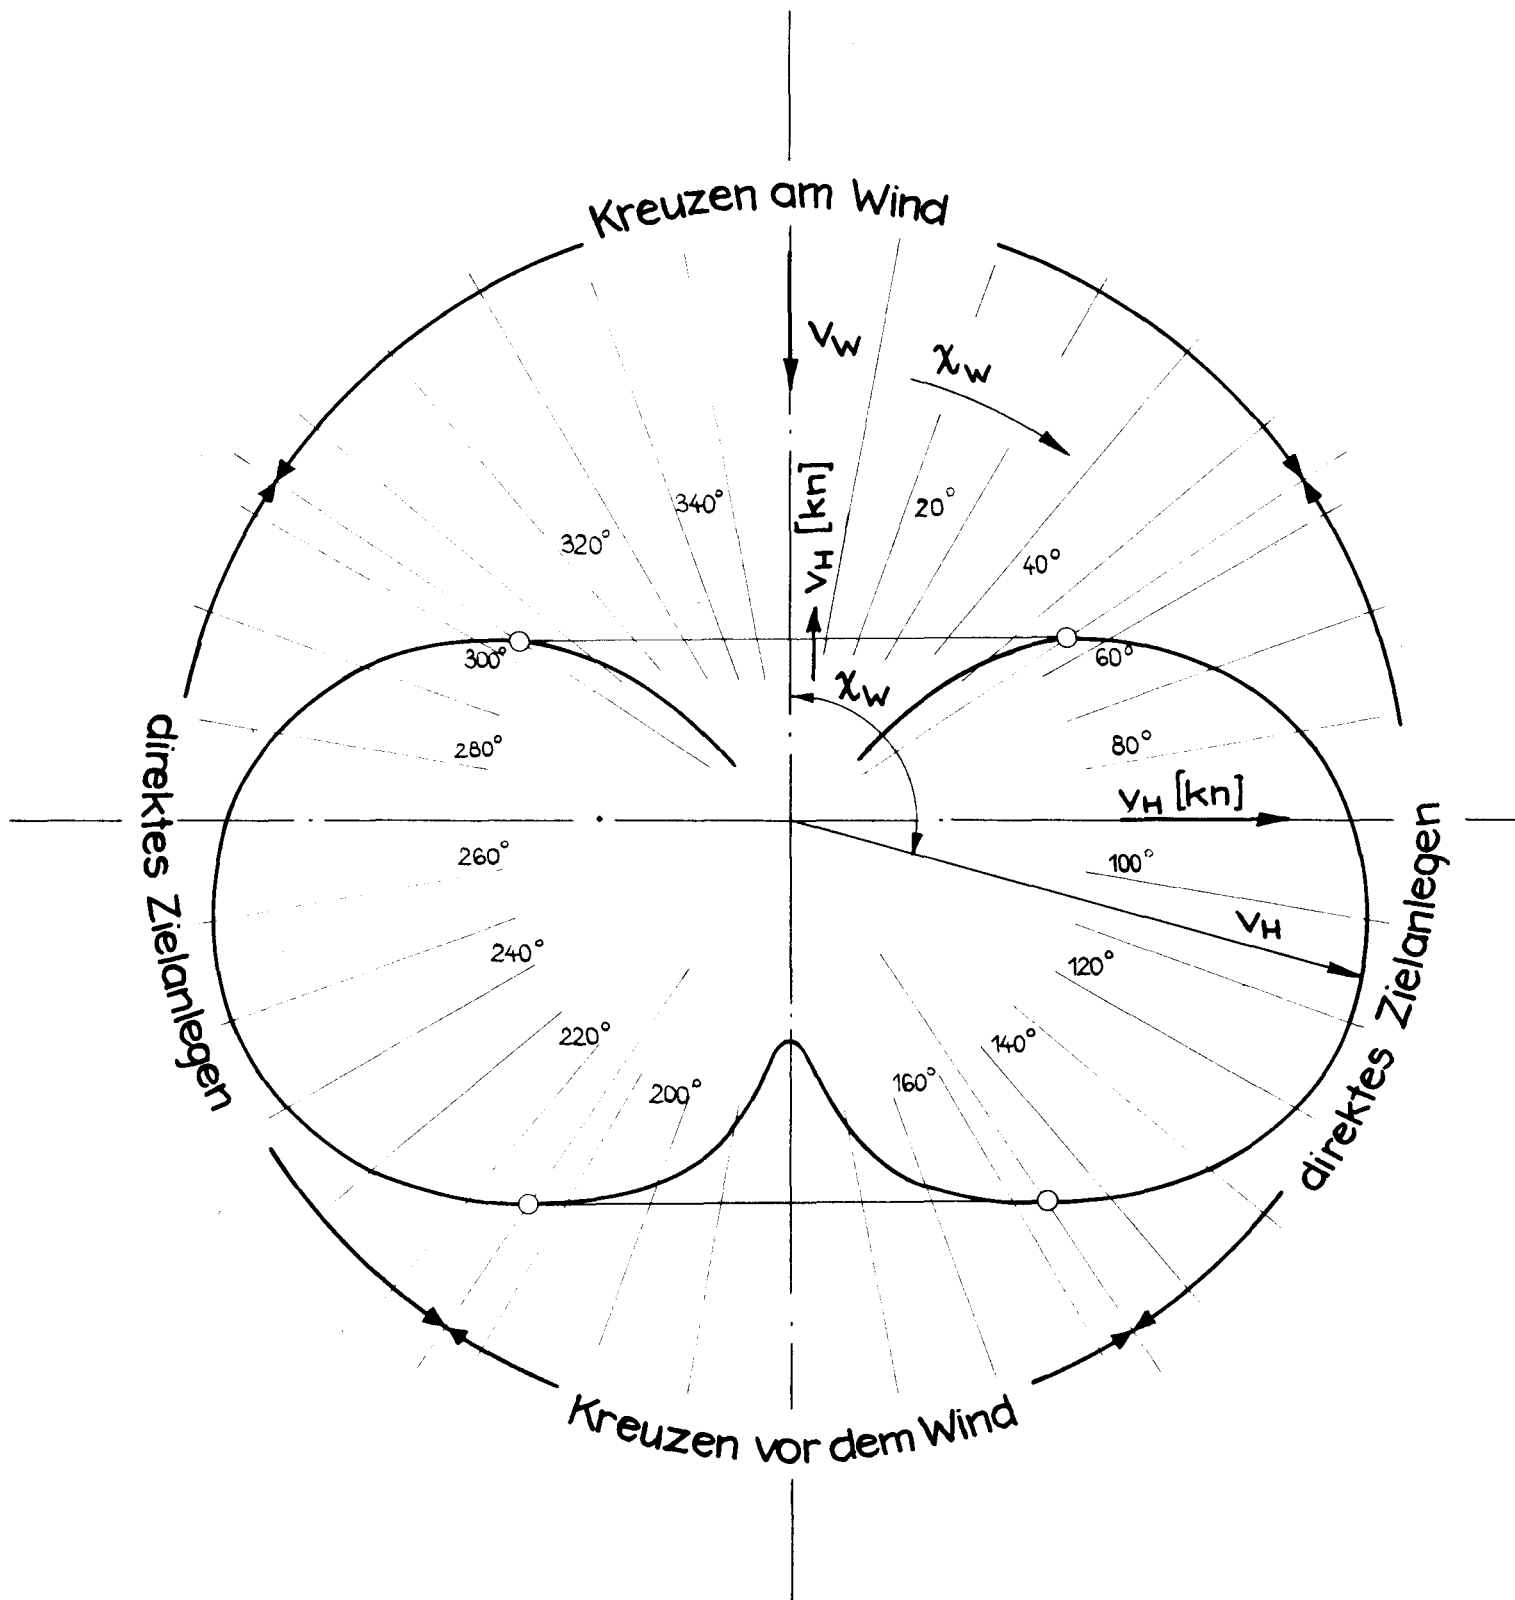 Kreuzen am Wind
V_W
χ_W
V_H [kn]
340°
20°
320°
40°
300°
60°
χ_W
280°
80°
V_H [kn]
direktes Zielanlegen
direktes Zielanlegen
260°
100°
V_H
240°
120°
220°
140°
200°
160°
Kreuzen vor dem Wind